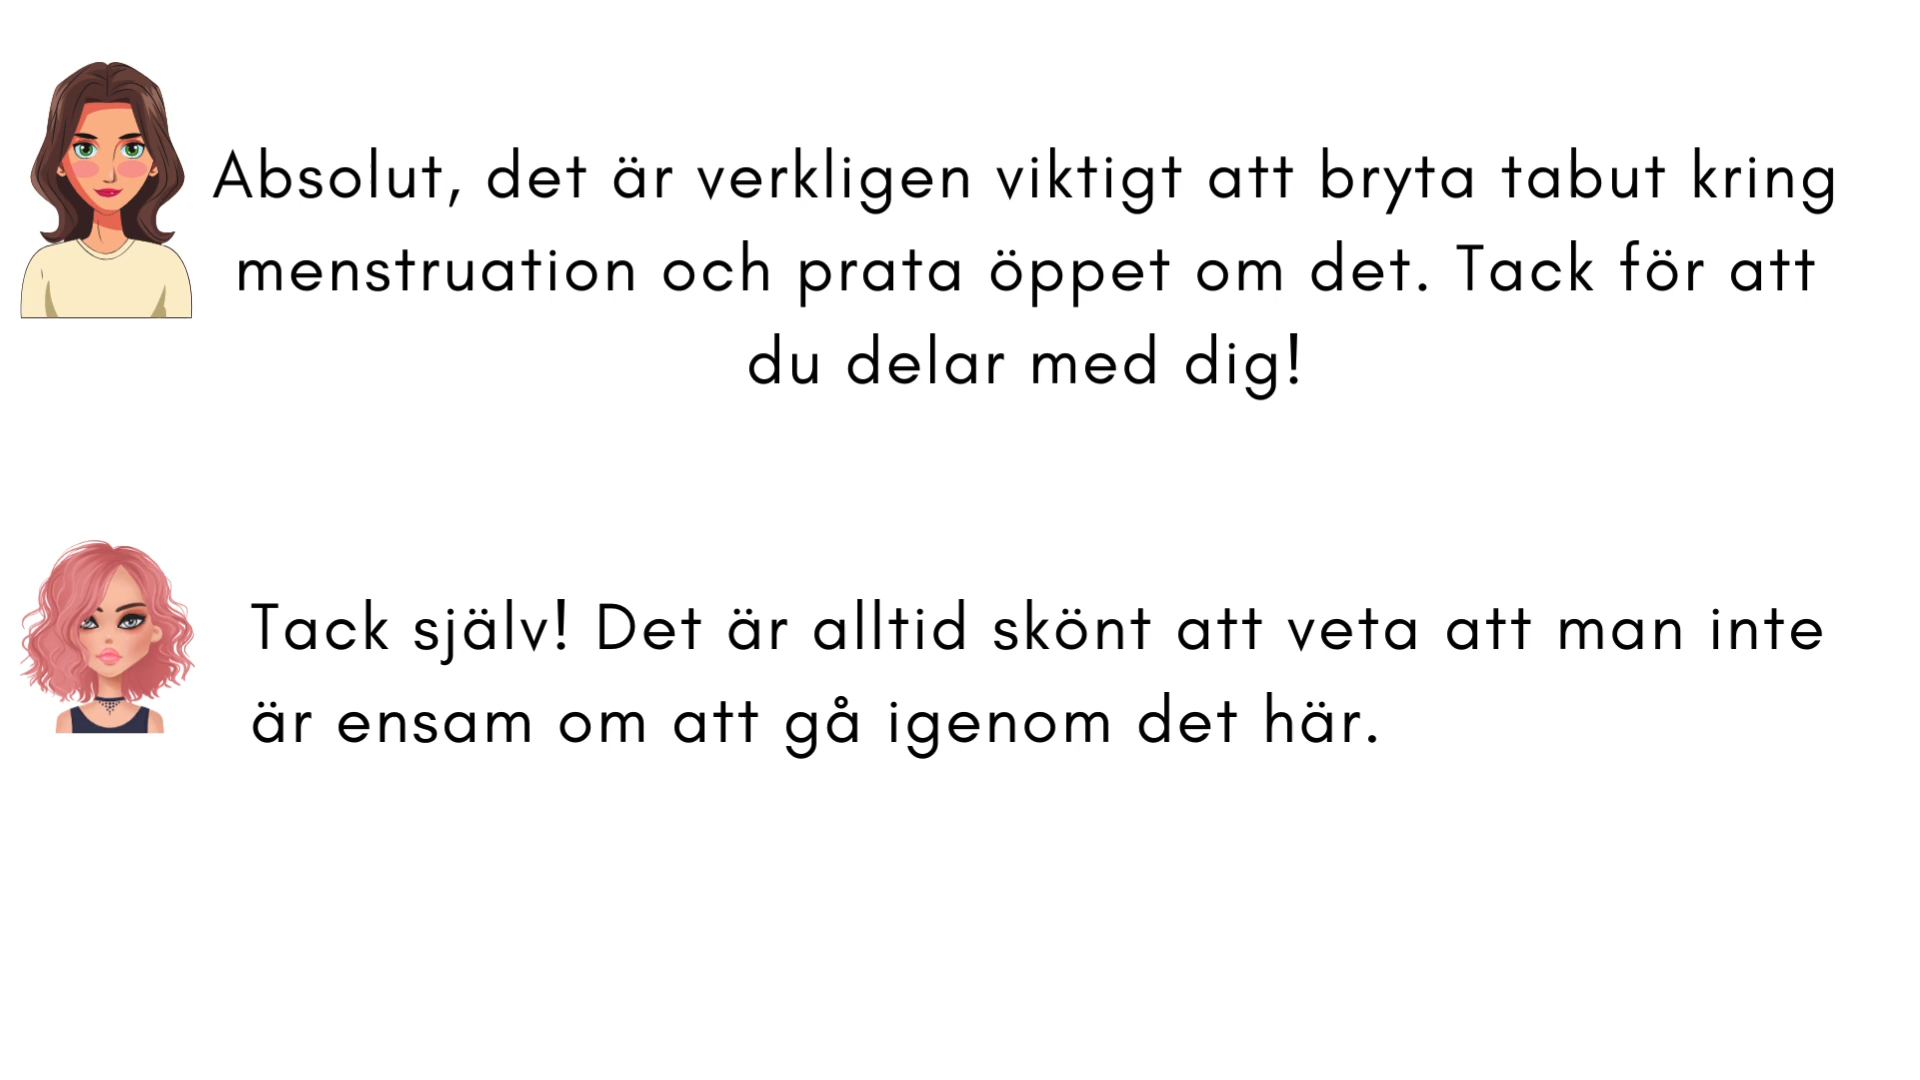 Absolut, det är verkligen viktigt att bryta tabut kring
menstruation och prata öppet om det. Tack för att
du delar med dig!
Tack själv! Det är alltid skönt att veta att man inte
är ensam om att gå igenom det här.